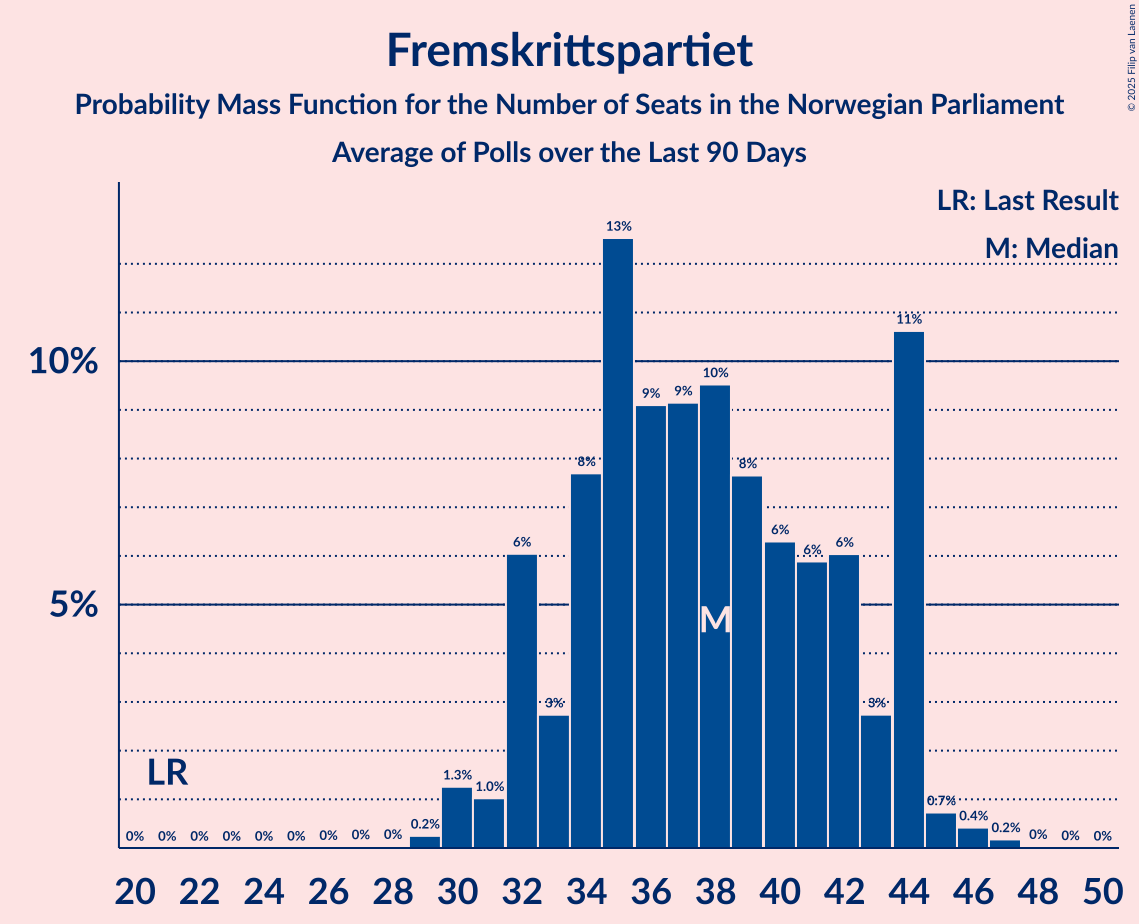 Fremskrittspartiet
Probability Mass Function for the Number of Seats in the Norwegian Parliament
Average of Polls over the Last 90 Days
© 2025 Filip van Laenen
LR: Last Result
M: Median
10%
5%
0% 0% 0% 0% 0% 0% 0% 0% 0% 0.2% 1.3% 1.0% 6% 3% 8% 13% 9% 9% 10% 8% 6% 6% 6% 3% 11% 0.7% 0.4% 0.2% 0% 0% 0%
M
LR
20 22 24 26 28 30 32 34 36 38 40 42 44 46 48 50